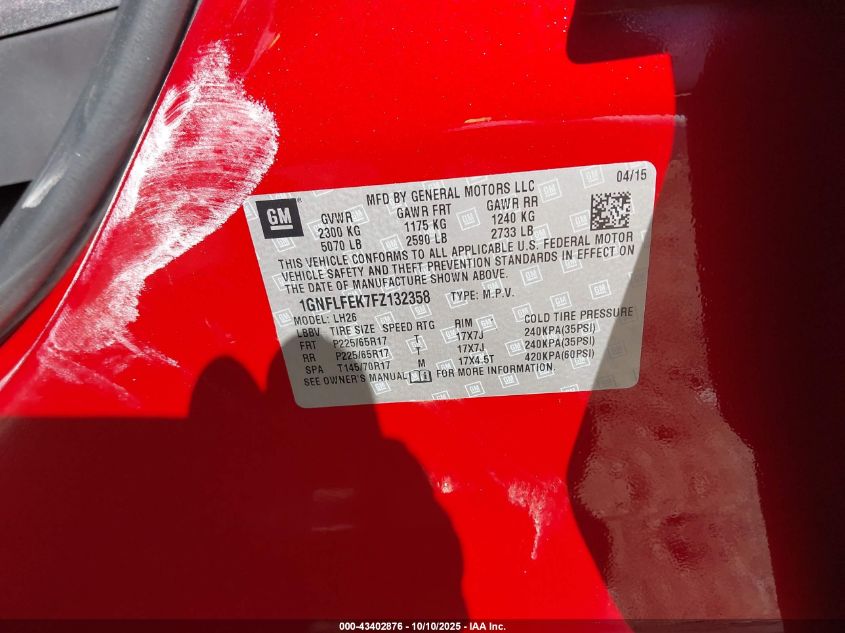 MFD BY GENERAL MOTORS LLC 04/15
GM
GVWR GAWR FRT GAWR RR
2300 KG 1175 KG 1240 KG
5070 LB 2590 LB 2733 LB
THIS VEHICLE CONFORMS TO ALL APPLICABLE U.S. FEDERAL MOTOR
VEHICLE SAFETY AND THEFT PREVENTION STANDARDS IN EFFECT ON
THE DATE OF MANUFACTURE SHOWN ABOVE.
1GNFLFEK7FZ132358 TYPE: M.P.V.
MODEL: LH26
LBBV TIRE SIZE SPEED RTG RIM COLD TIRE PRESSURE
FRT P225/65R17 T 17X7J 240KPA(35PSI)
RR P225/65R17 T 17X7J 240KPA(35PSI)
SPA T145/70R17 M 17X4.5T 420KPA(60PSI)
SEE OWNER'S MANUAL FOR MORE INFORMATION.
000-43402876 - 10/10/2025 - IAA Inc.